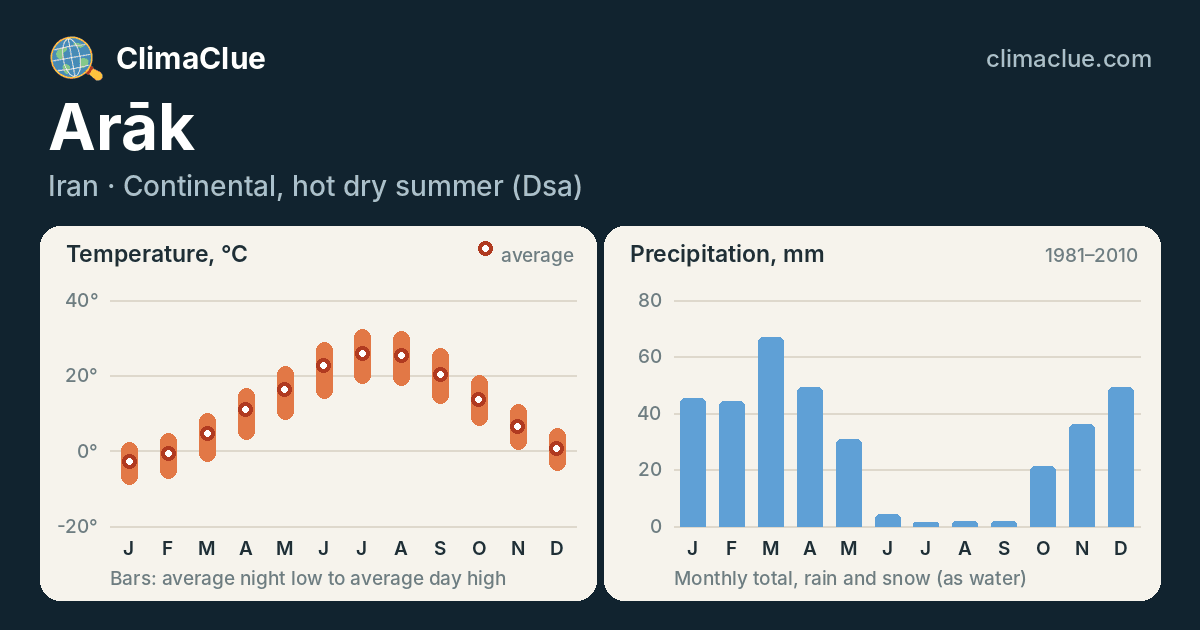 ClimaClue
climaclue.com
Arāk
Iran · Continental, hot dry summer (Dsa)
Temperature, °C
average
40°
20°
0°
-20°
J F M A M J J A S O N D
Bars: average night low to average day high
Precipitation, mm
1981–2010
80
60
40
20
0
J F M A M J J A S O N D
Monthly total, rain and snow (as water)